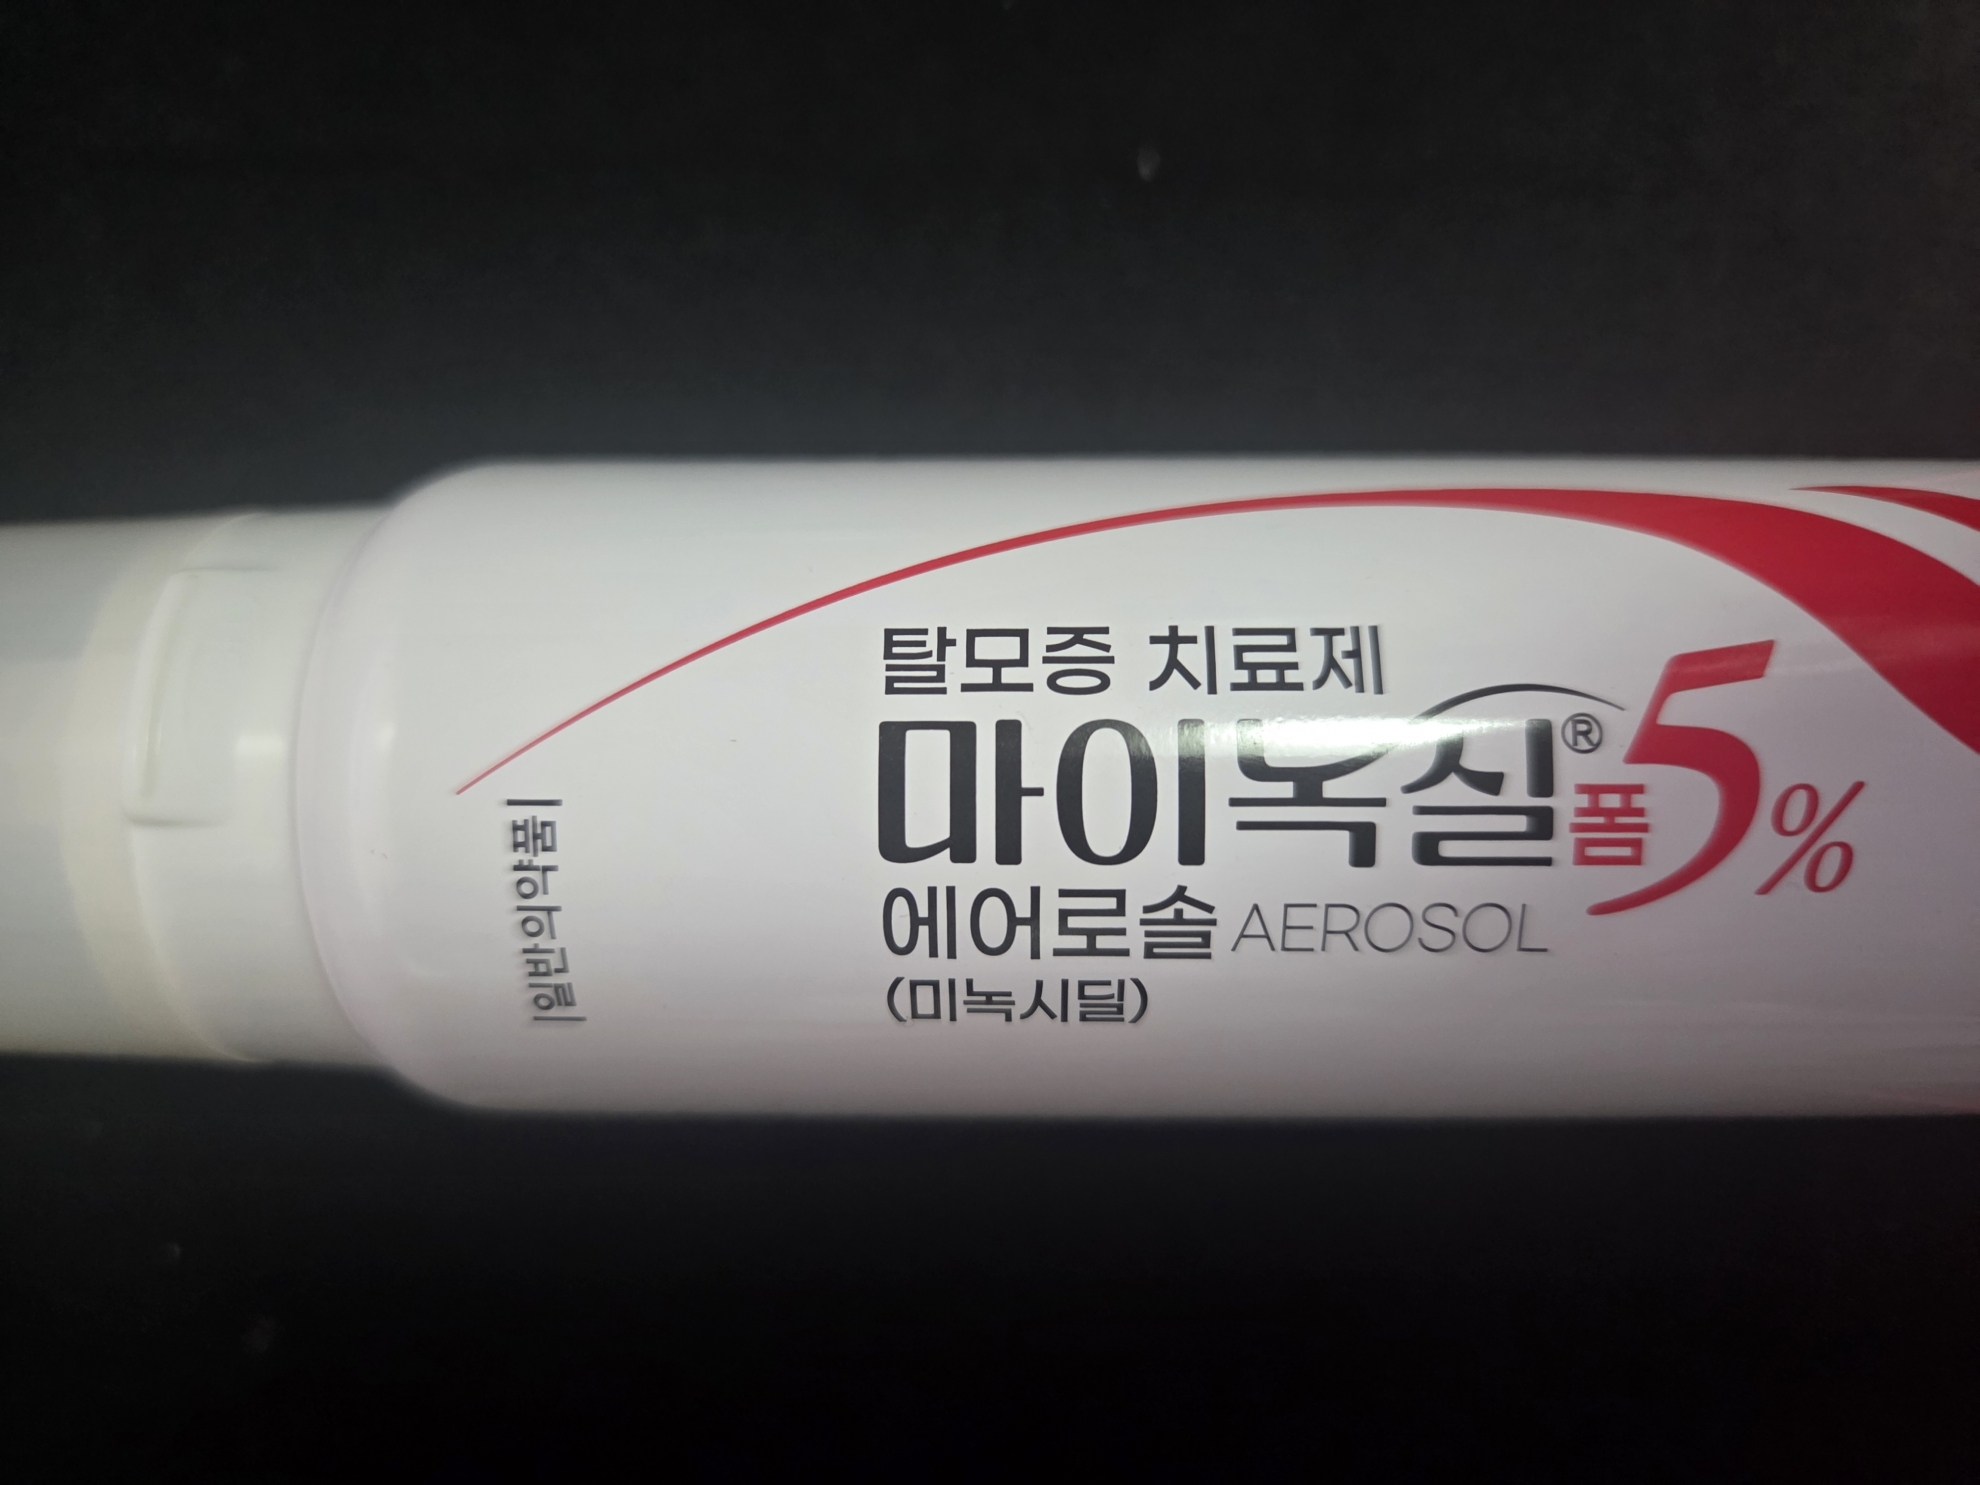 탈모증 치료제
마이녹실® 폼 5%
에어로솔 AEROSOL
(미녹시딜)
|일반의약품|